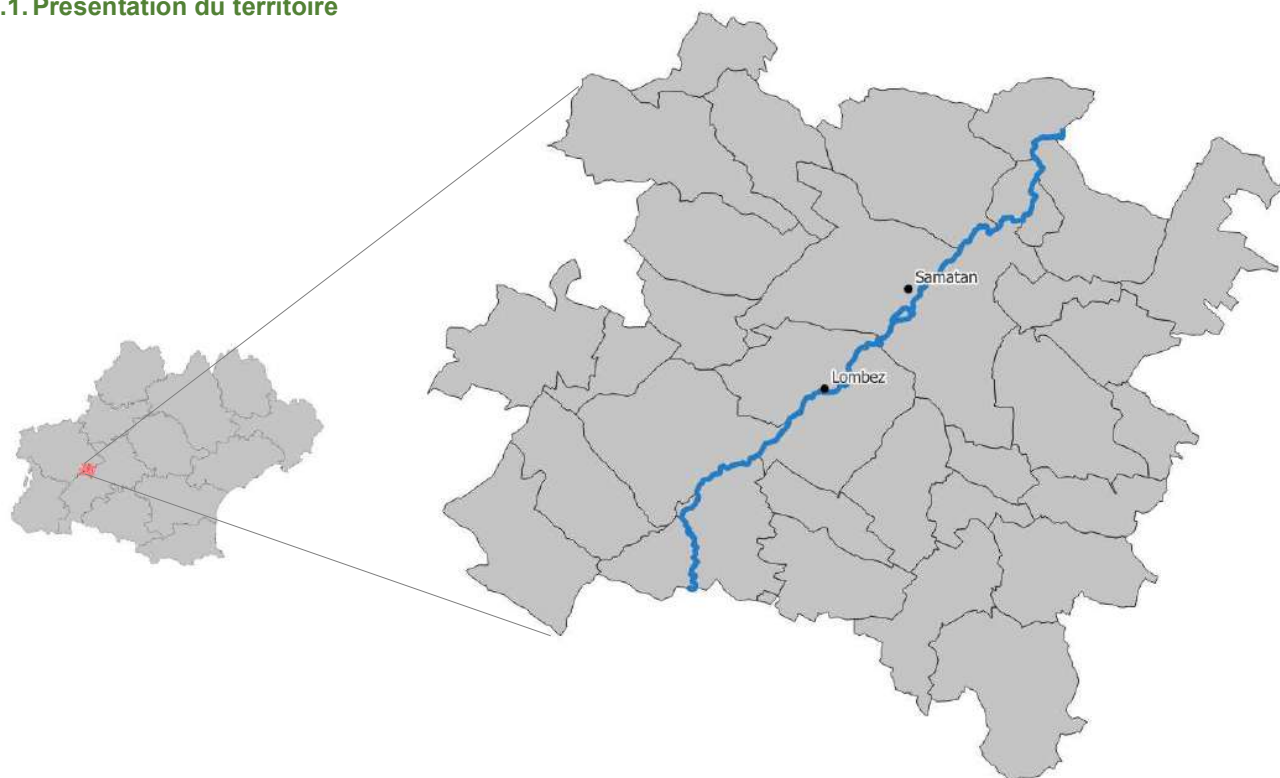 .1. Présentation du territoire
Samatan
Lombez